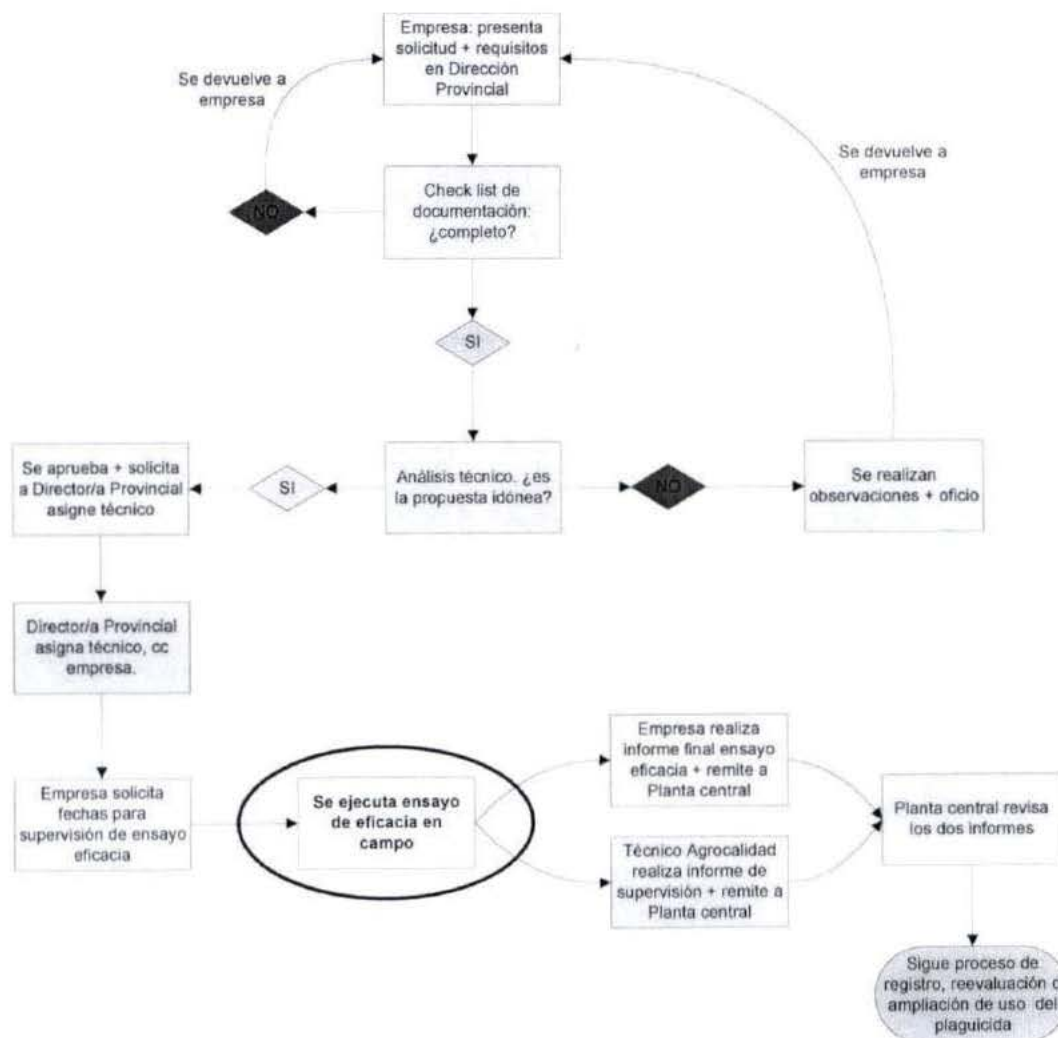 Empresa: presenta
solicitud + requisitos
en Dirección
Provincial
Se devuelve a
empresa
Se devuelve a
empresa
Check list de
documentación:
¿completo?
NO
SI
Se aprueba + solicita
a Director/a Provincial
asigne técnico
SI
Análisis técnico. ¿es
la propuesta idónea?
NO
Se realizan
observaciones + oficio
Director/a Provincial
asigna técnico, cc
empresa.
Empresa solicita
fechas para
supervisión de ensayo
eficacia
Se ejecuta ensayo
de eficacia en
campo
Empresa realiza
informe final ensayo
eficacia + remite a
Planta central
Técnico Agrocalidad
realiza informe de
supervisión + remite a
Planta central
Planta central revisa
los dos informes
Sigue proceso de
registro, reevaluación o
ampliación de uso del
plaguicida